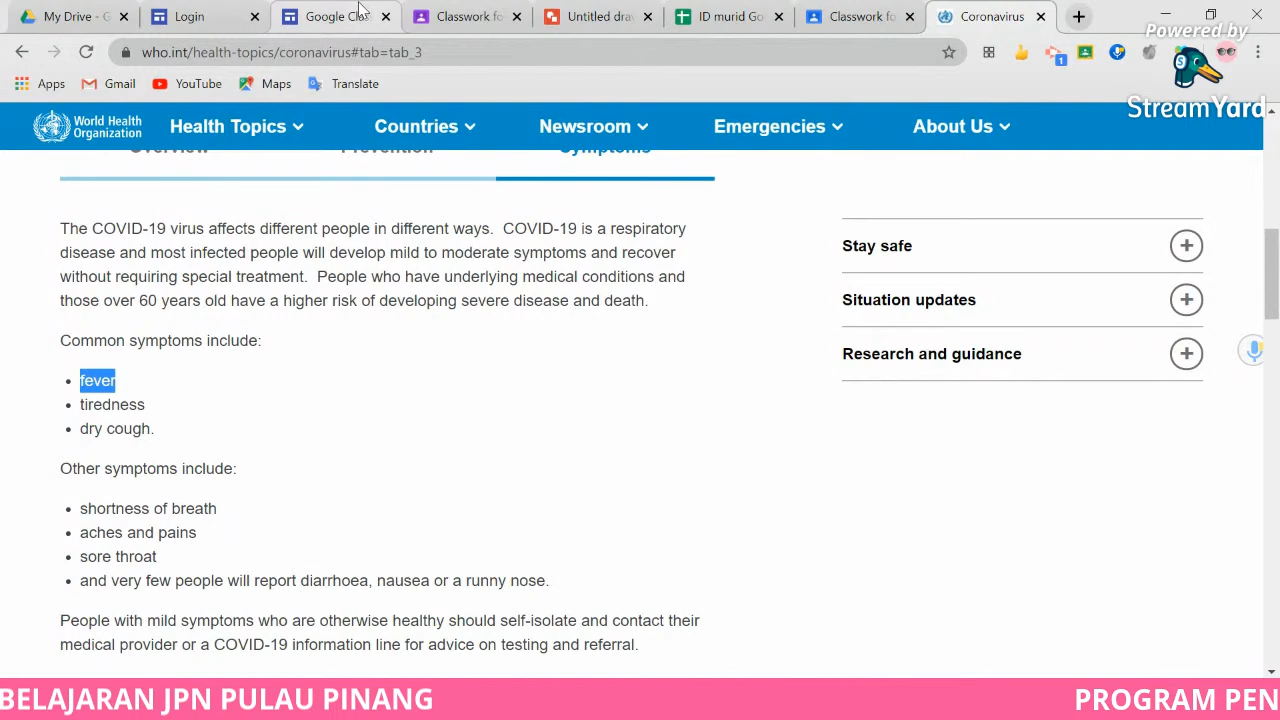 My Drive - G
Login
Google Cla
Classwork fo
Untitled dra
ID murid Go
Classwork fo
Coronavirus
Powered by
who.int/health-topics/coronavirus#tab=tab_3
1
Apps
Gmail
YouTube
Maps
Translate
StreamYard
World Health
Organization
Health Topics
Countries
Newsroom
Emergencies
About Us
Overview
Prevention
Symptoms
The COVID-19 virus affects different people in different ways.  COVID-19 is a respiratory
disease and most infected people will develop mild to moderate symptoms and recover
without requiring special treatment.  People who have underlying medical conditions and
those over 60 years old have a higher risk of developing severe disease and death.
Common symptoms include:
fever
tiredness
dry cough.
Other symptoms include:
shortness of breath
aches and pains
sore throat
and very few people will report diarrhoea, nausea or a runny nose.
People with mild symptoms who are otherwise healthy should self-isolate and contact their
medical provider or a COVID-19 information line for advice on testing and referral.
Stay safe
Situation updates
Research and guidance
BELAJARAN JPN PULAU PINANG
PROGRAM PEN